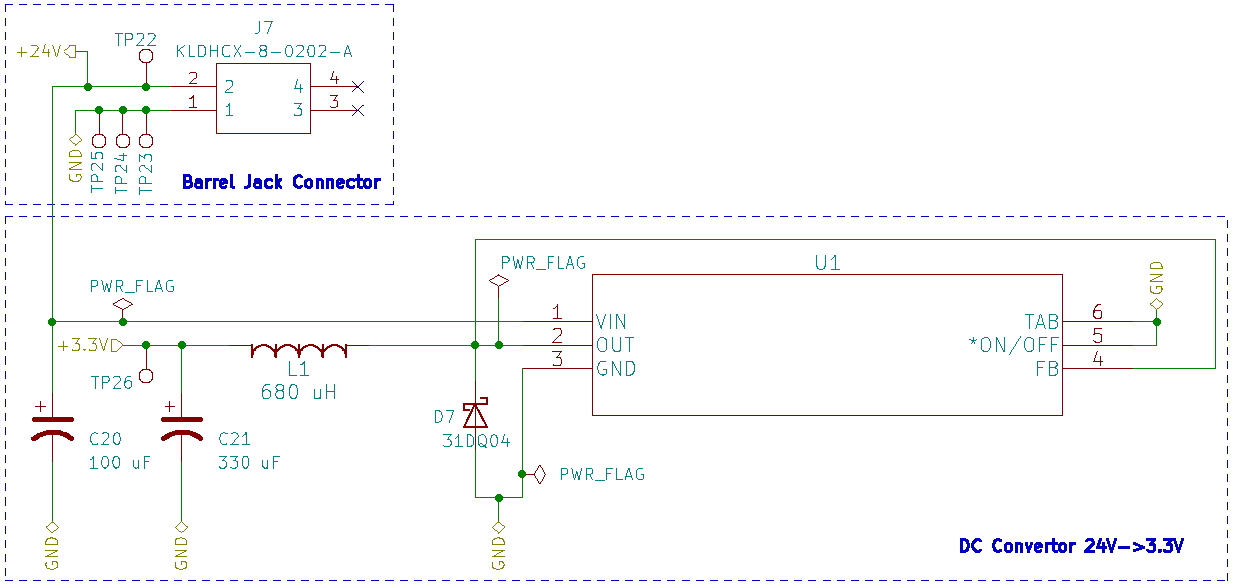 J7
KLDHCX-8-0202-A
+24V
TP22
2
2
4
4
1
1
3
3
GND
TP25
TP24
TP23
Barrel Jack Connector
PWR_FLAG
PWR_FLAG
U1
GND
1
VIN
TAB
6
+3.3V
2
OUT
*ON/OFF
5
3
GND
FB
4
TP26
L1
680 uH
D7
31DQ04
C20
100 uF
C21
330 uF
PWR_FLAG
GND
GND
GND
DC Convertor 24V->3.3V